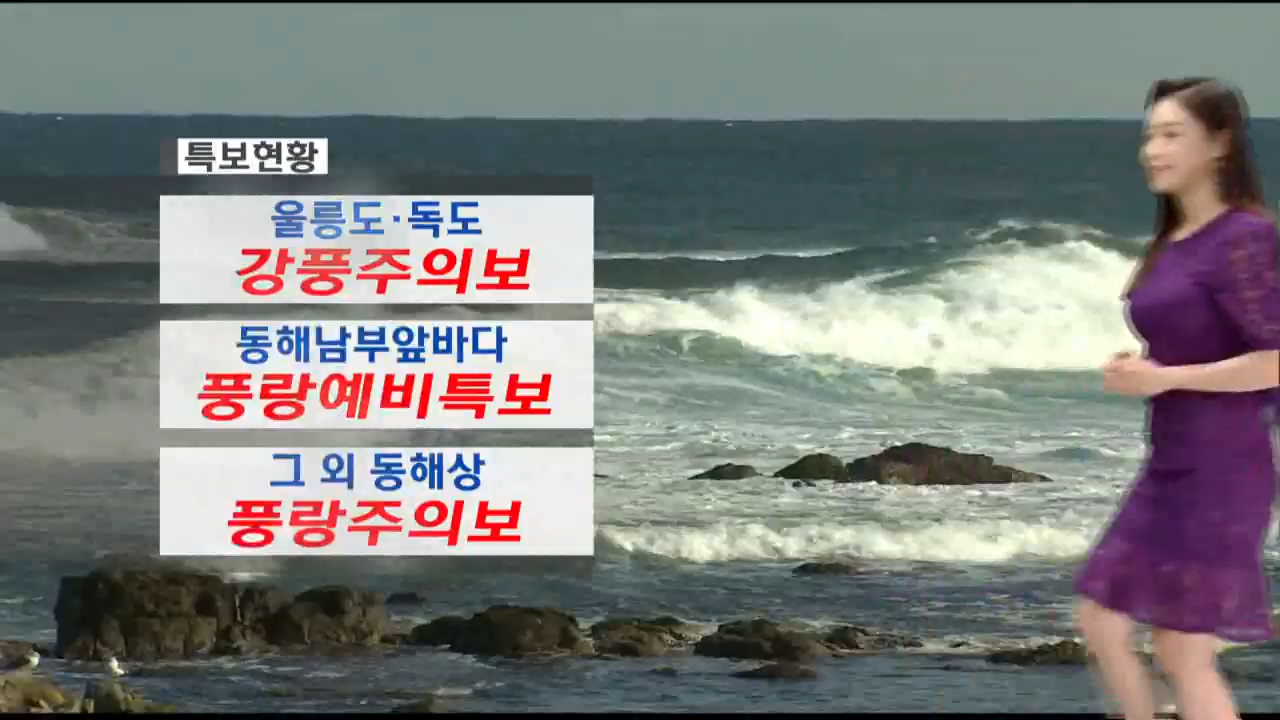 특보현황
울릉도·독도
강풍주의보
동해남부앞바다
풍랑예비특보
그 외 동해상
풍랑주의보